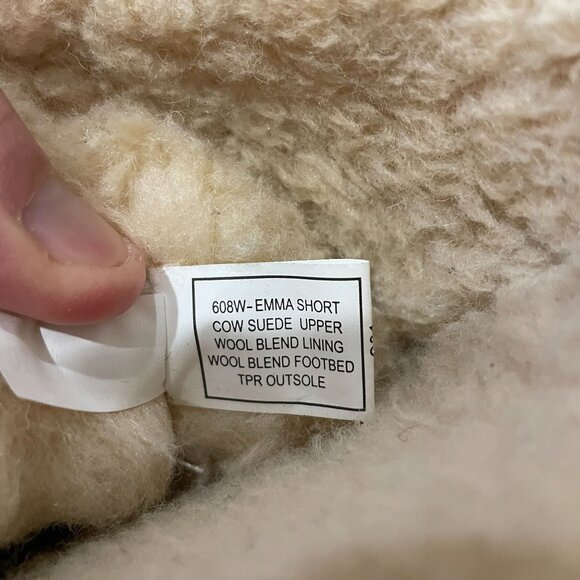 608W-EMMA SHORT
COW SUEDE UPPER
WOOL BLEND LINING
WOOL BLEND FOOTBED
TPR OUTSOLE